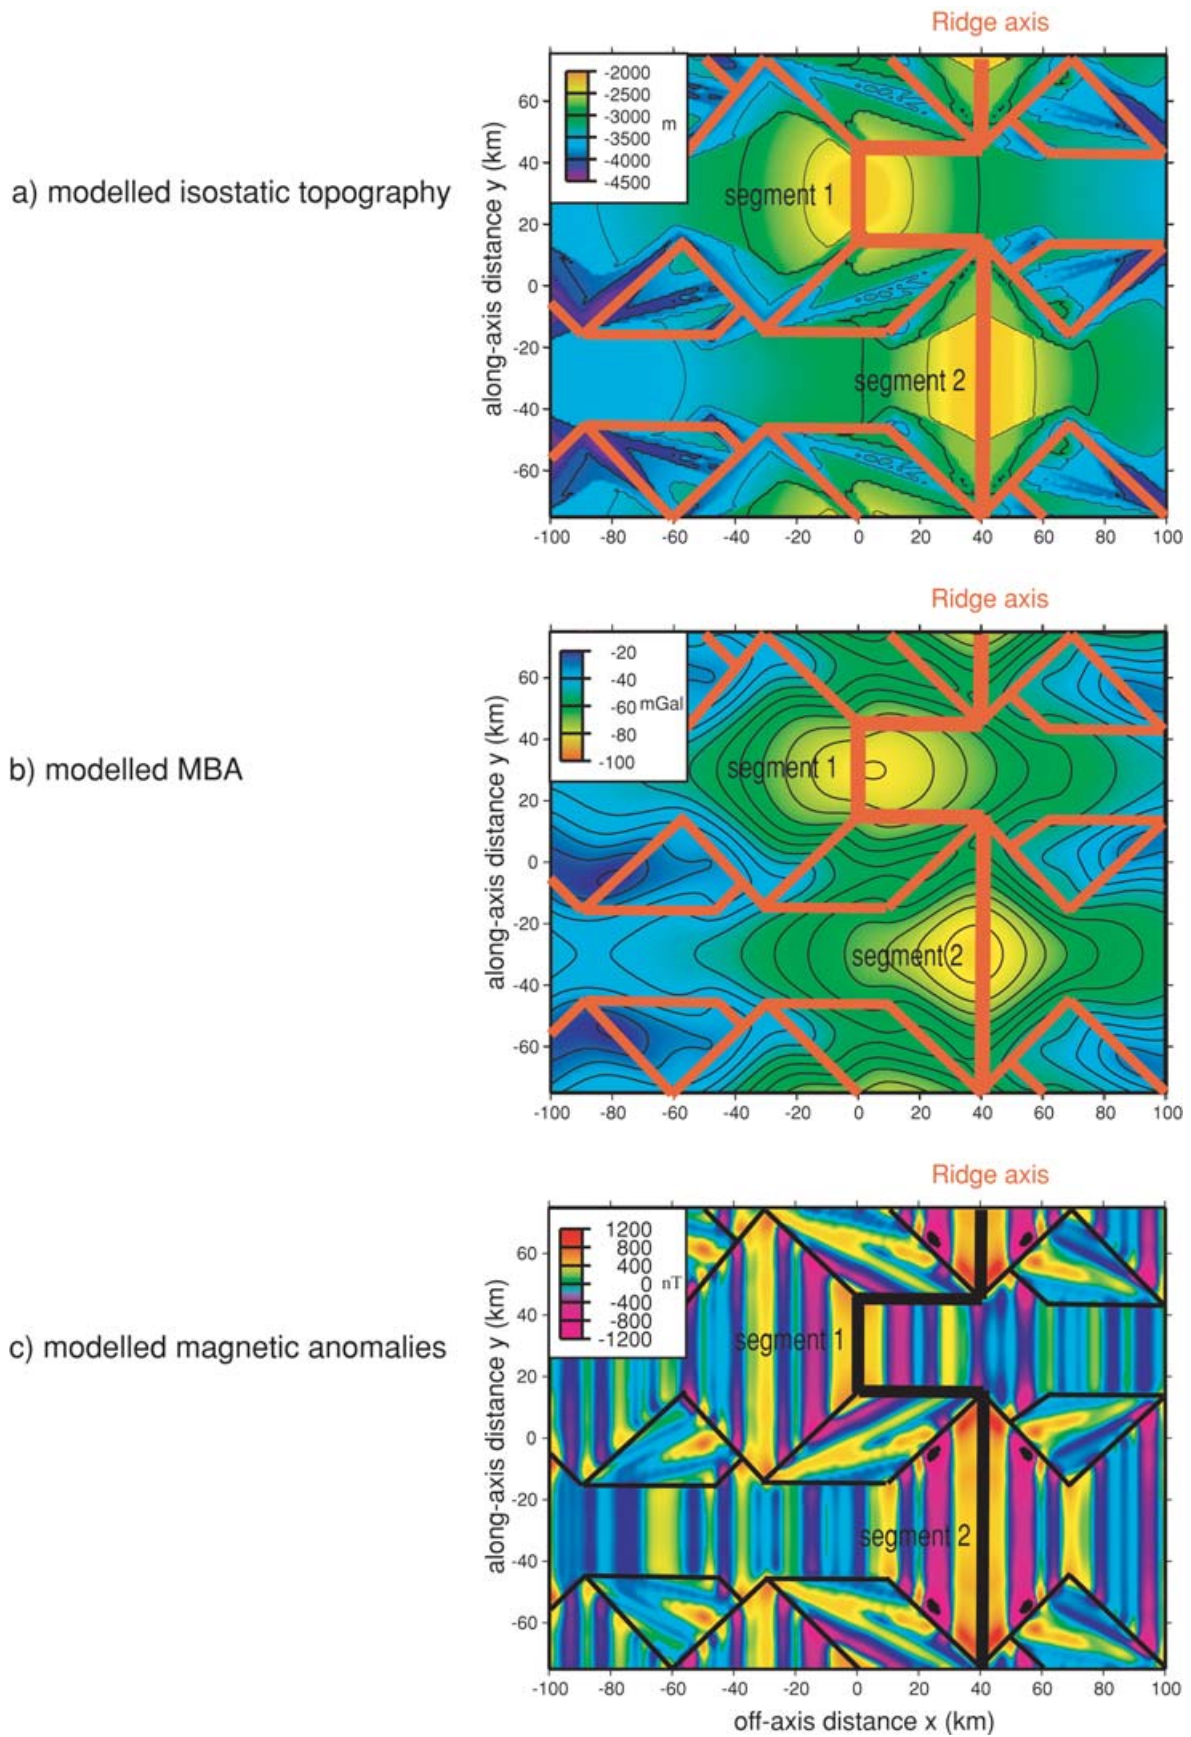 Ridge axis
a) modelled isostatic topography
along-axis distance y (km)
60
40
20
0
-20
-40
-60
-2000
-2500
-3000
-3500
-4000
-4500
m
segment 1
segment 2
-100 -80 -60 -40 -20 0 20 40 60 80 100
Ridge axis
b) modelled MBA
along-axis distance y (km)
60
40
20
0
-20
-40
-60
-20
-40
-60
-80
-100
mGal
segment 1
segment 2
-100 -80 -60 -40 -20 0 20 40 60 80 100
Ridge axis
c) modelled magnetic anomalies
along-axis distance y (km)
60
40
20
0
-20
-40
-60
1200
800
400
0
-400
-800
-1200
nT
segment 1
segment 2
-100 -80 -60 -40 -20 0 20 40 60 80 100
off-axis distance x (km)